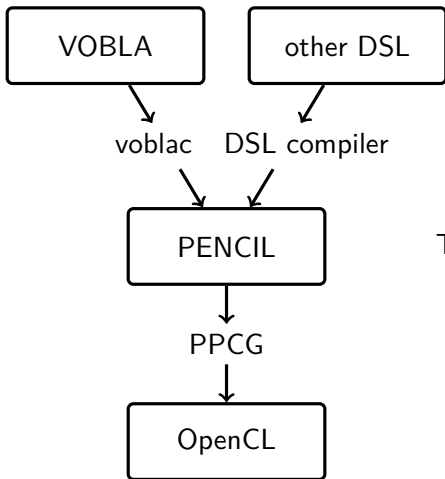 VOBLA other DSL
voblac DSL compiler
PENCIL
T
PPCG
OpenCL